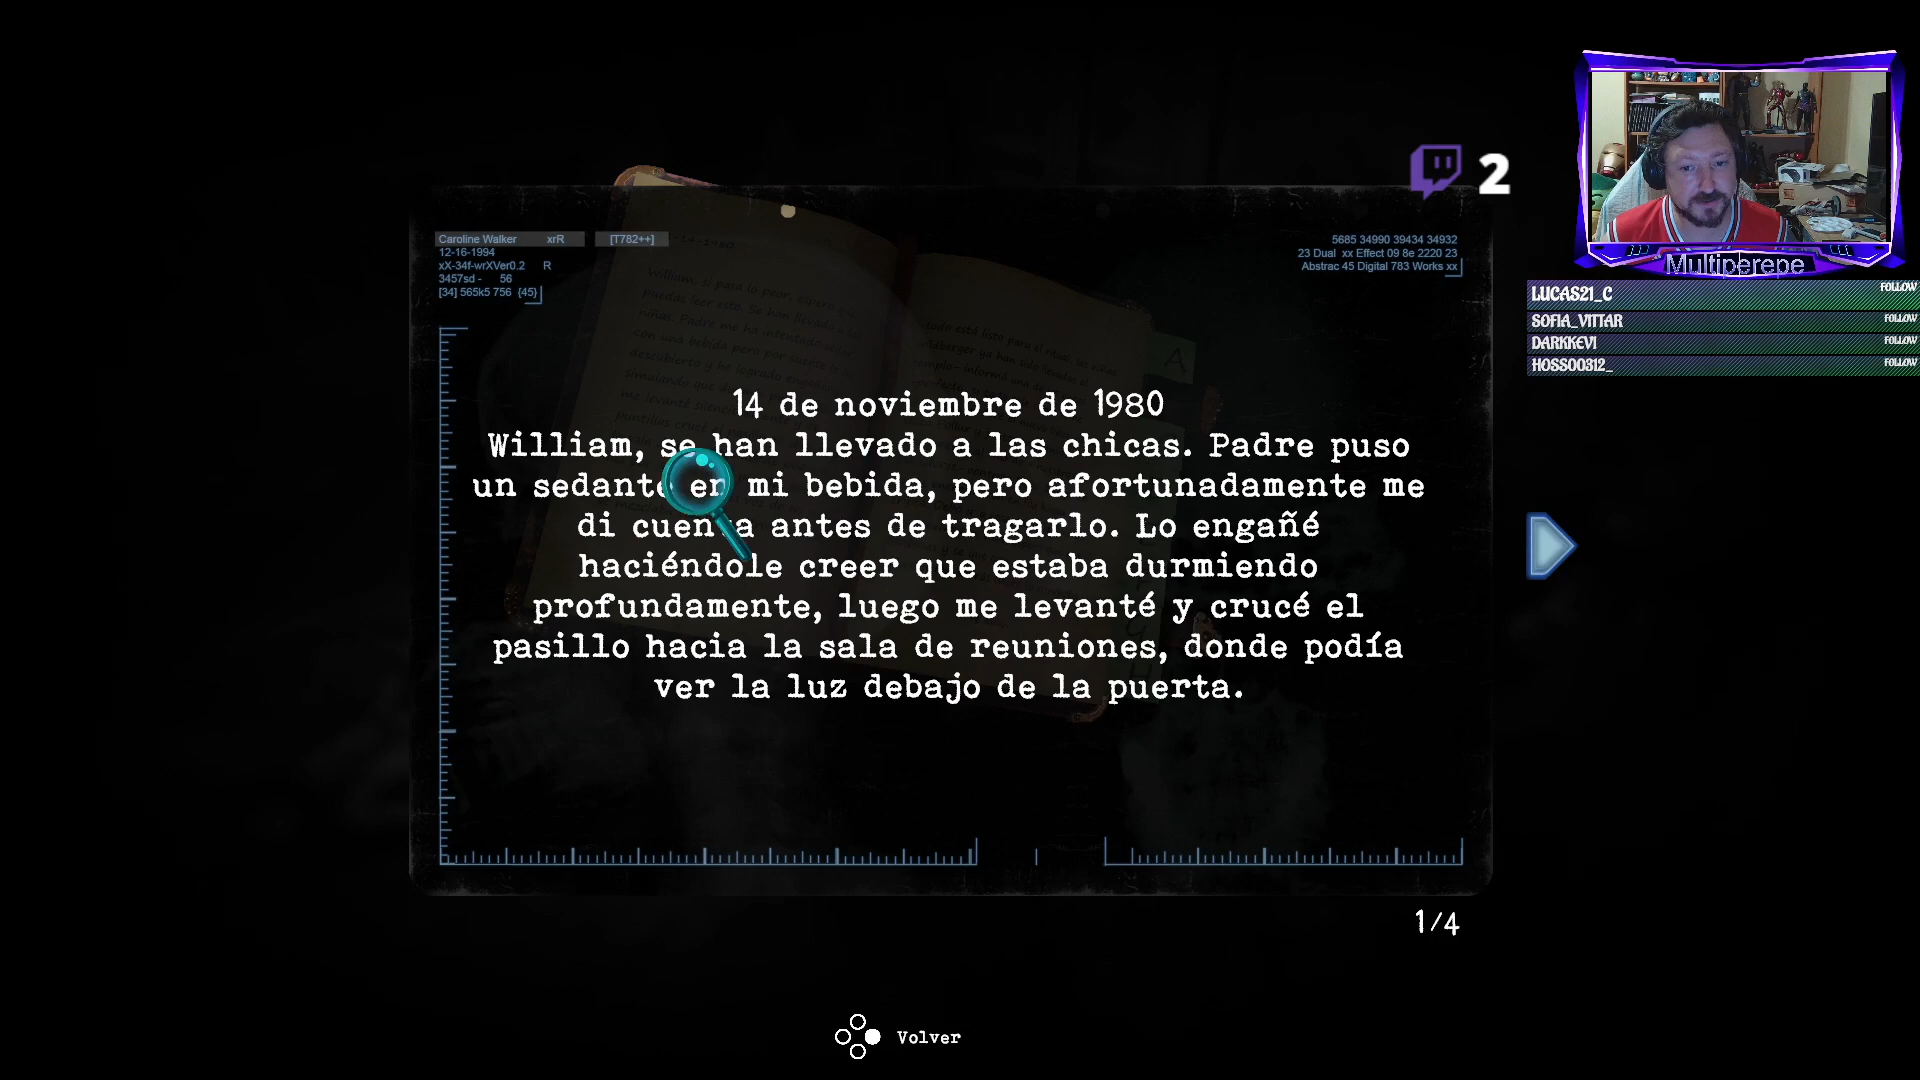 2
Multiperepe
LUCAS21_C FOLLOW
SOFIA_VITTAR FOLLOW
DARKKEVI FOLLOW
HOSSO0312_ FOLLOW
Caroline Walker xrR [T782++]
12-16-1994
xX-34f-wrXVer0.2 R
3457sd - 56
[34] 565k5 756 {45}
5685 34990 39434 34932
23 Dual xx Effect 09 8e 2220 23
Abstrac 45 Digital 783 Works xx
A
14 de noviembre de 1980
William, se han llevado a las chicas. Padre puso
un sedante en mi bebida, pero afortunadamente me
di cuenta antes de tragarlo. Lo engañé
haciéndole creer que estaba durmiendo
profundamente, luego me levanté y crucé el
pasillo hacia la sala de reuniones, donde podía
ver la luz debajo de la puerta.
1/4
Volver